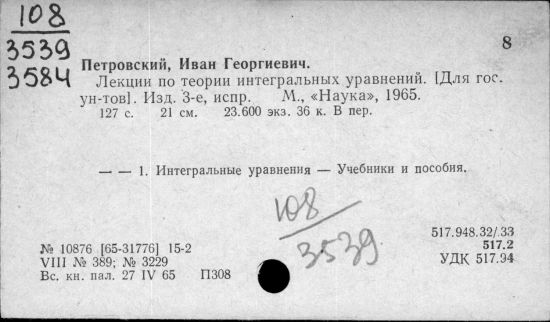 108
3539
3584
8
Петровский, Иван Георгиевич.
Лекции по теории интегральных уравнений. [Для гос.
ун-тов]. Изд. 3-е, испр. М., «Наука», 1965.
127 с. 21 см. 23.600 экз. 36 к. В пер.
— — 1. Интегральные уравнения — Учебники и пособия.
108
3539
№ 10876 [65-31776] 15-2
VIII № 389; № 3229
Вс. кн. пал. 27 IV 65 П308
517.948.32/.33
517.2
УДК 517.94